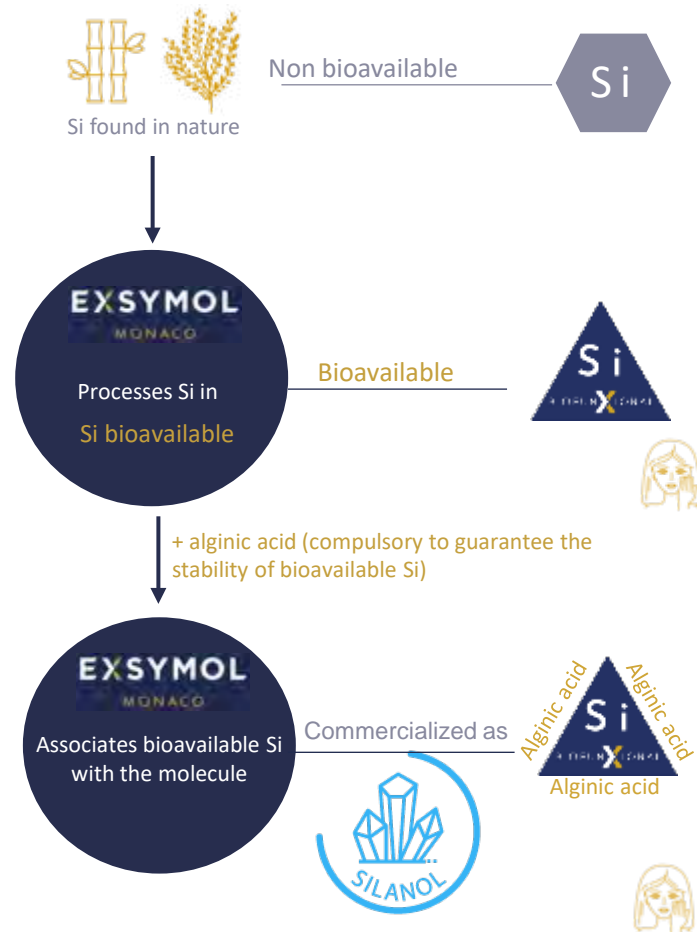 Non bioavailable
Si
Si found in nature
EXSYMOL
MONACO
Processes Si in
Si bioavailable
Bioavailable
Si
+ alginic acid (compulsory to guarantee the
stability of bioavailable Si)
EXSYMOL
MONACO
Associates bioavailable Si
with the molecule
Commercialized as
SILANOL
Alginic acid
Alginic acid
Si
Alginic acid